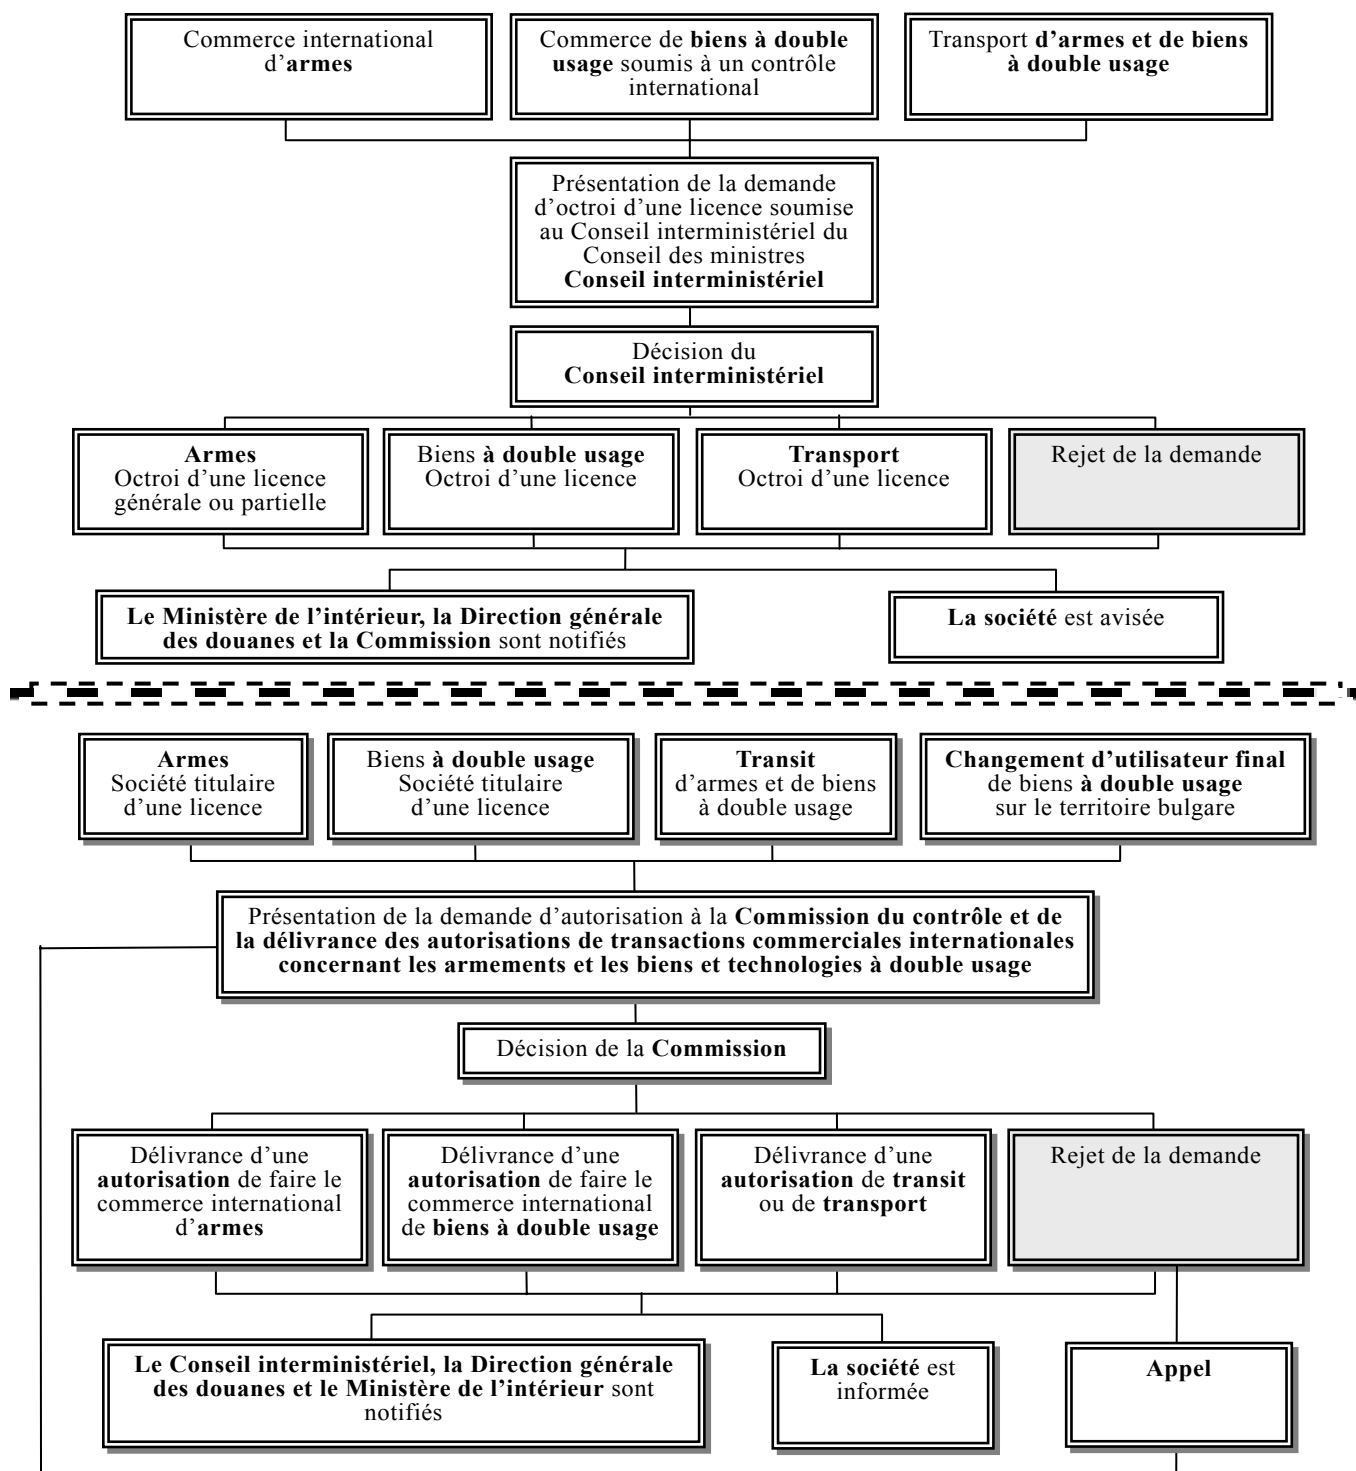 Commerce international
d’armes
Commerce de biens à double
usage soumis à un contrôle
international
Transport d’armes et de biens
à double usage
Présentation de la demande
d’octroi d’une licence soumise
au Conseil interministériel du
Conseil des ministres
Conseil interministériel
Décision du
Conseil interministériel
Armes
Octroi d’une licence
générale ou partielle
Biens à double usage
Octroi d’une licence
Transport
Octroi d’une licence
Rejet de la demande
Le Ministère de l’intérieur, la Direction générale
des douanes et la Commission sont notifiés
La société est avisée
Armes
Société titulaire
d’une licence
Biens à double usage
Société titulaire
d’une licence
Transit
d’armes et de biens
à double usage
Changement d’utilisateur final
de biens à double usage
sur le territoire bulgare
Présentation de la demande d’autorisation à la Commission du contrôle et de
la délivrance des autorisations de transactions commerciales internationales
concernant les armements et les biens et technologies à double usage
Décision de la Commission
Délivrance d’une
autorisation de faire le
commerce international
d’armes
Délivrance d’une
autorisation de faire le
commerce international
de biens à double usage
Délivrance d’une
autorisation de transit
ou de transport
Rejet de la demande
Le Conseil interministériel, la Direction générale
des douanes et le Ministère de l’intérieur sont
notifiés
La société est
informée
Appel